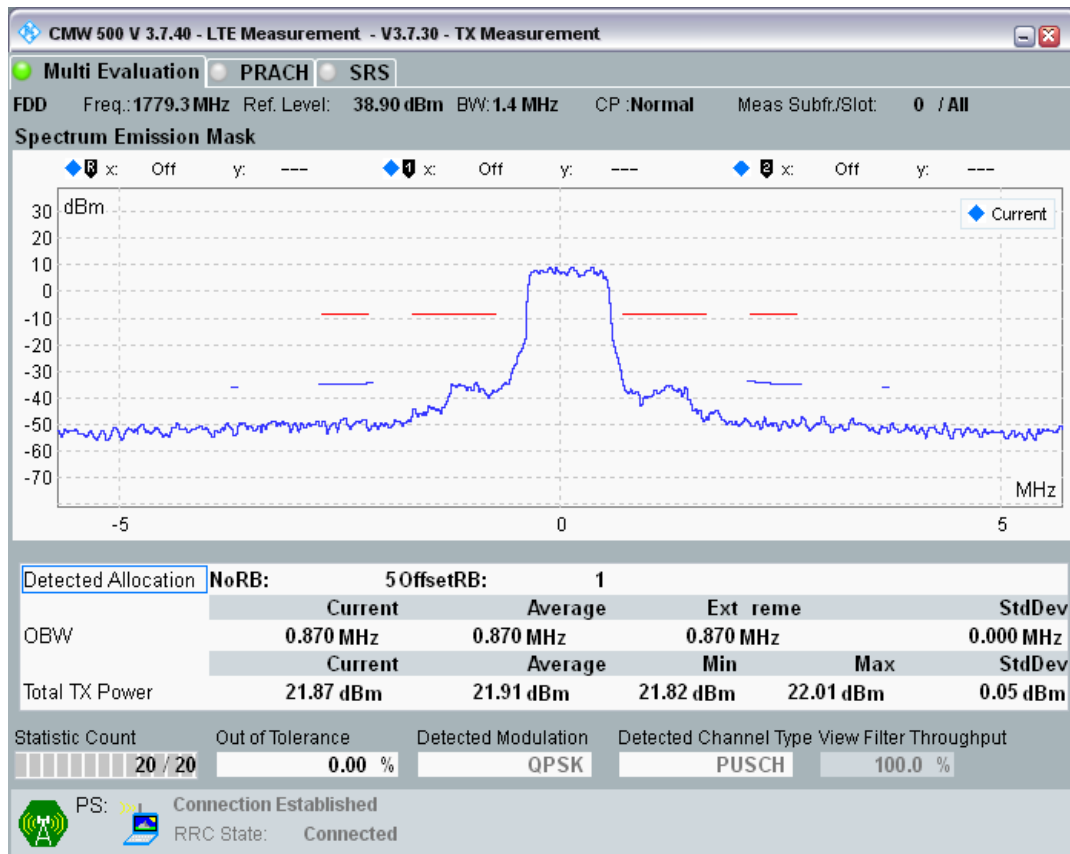 CMW 500 V 3.7.40 - LTE Measurement - V3.7.30 - TX Measurement
Multi Evaluation PRACH SRS
FDD Freq.:1779.3 MHz Ref. Level: 38.90 dBm BW:1.4 MHz CP :Normal Meas Subfr./Slot: 0 / All
Spectrum Emission Mask
R x: Off y: --- 1 x: Off y: --- 2 x: Off y: ---
dBm
Current
30
20
10
0
-10
-20
-30
-40
-50
-60
-70
MHz
-5 0 5
Detected Allocation NoRB: 5 OffsetRB: 1
Current Average Ext reme StdDev
OBW 0.870 MHz 0.870 MHz 0.870 MHz 0.000 MHz
Current Average Min Max StdDev
Total TX Power 21.87 dBm 21.91 dBm 21.82 dBm 22.01 dBm 0.05 dBm
Statistic Count Out of Tolerance Detected Modulation Detected Channel Type View Filter Throughput
20 / 20 0.00 % QPSK PUSCH 100.0 %
PS: Connection Established
RRC State: Connected